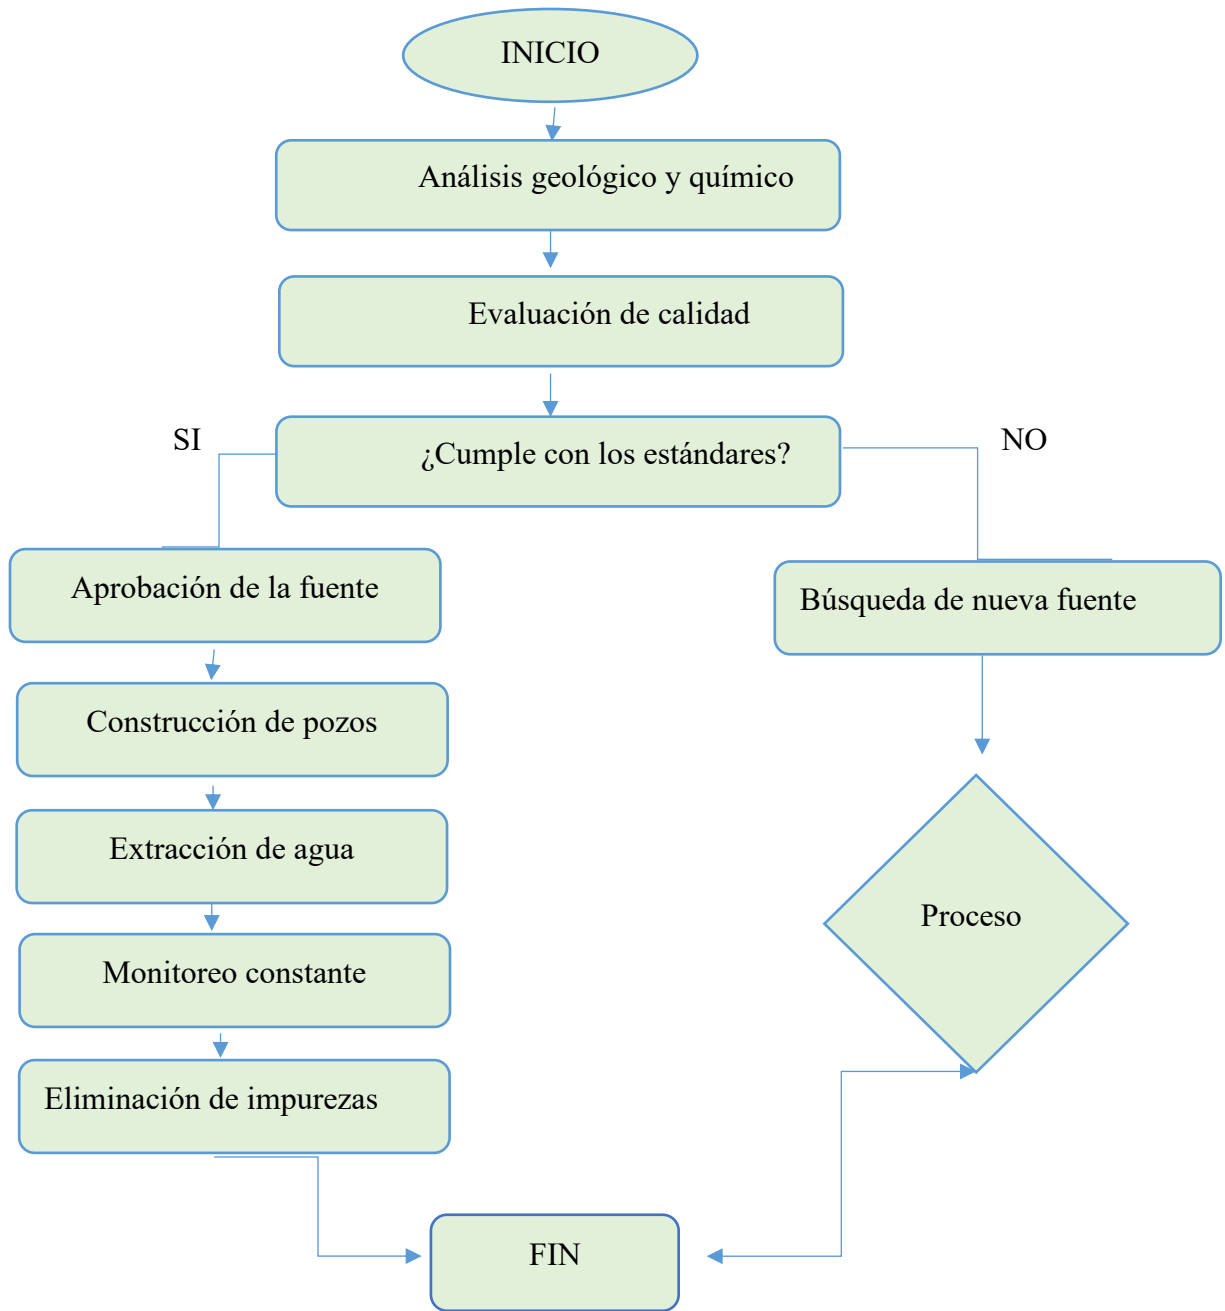 INICIO
Análisis geológico y químico
Evaluación de calidad
SI
¿Cumple con los estándares?
NO
Aprobación de la fuente
Búsqueda de nueva fuente
Construcción de pozos
Extracción de agua
Proceso
Monitoreo constante
Eliminación de impurezas
FIN